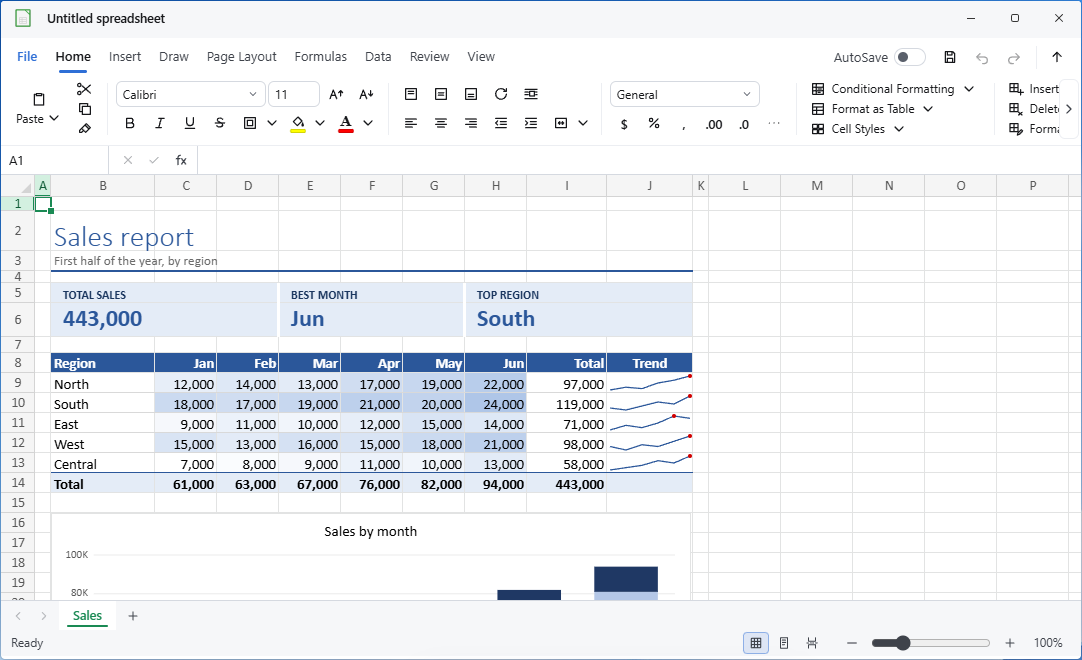 Untitled spreadsheet
File Home Insert Draw Page Layout Formulas Data Review View AutoSave
Paste Calibri 11 General Conditional Formatting Insert
B I U S A $ % , .00 .0 ... Format as Table Delet
Cell Styles Forma
A1 fx
A B C D E F G H I J K L M N O P
1
2 Sales report
3 First half of the year, by region
4
5 TOTAL SALES BEST MONTH TOP REGION
6 443,000 Jun South
7
8 Region Jan Feb Mar Apr May Jun Total Trend
9 North 12,000 14,000 13,000 17,000 19,000 22,000 97,000
10 South 18,000 17,000 19,000 21,000 20,000 24,000 119,000
11 East 9,000 11,000 10,000 12,000 15,000 14,000 71,000
12 West 15,000 13,000 16,000 15,000 18,000 21,000 98,000
13 Central 7,000 8,000 9,000 11,000 10,000 13,000 58,000
14 Total 61,000 63,000 67,000 76,000 82,000 94,000 443,000
15
16 Sales by month
17
18 100K
19 80K
Sales
Ready 100%